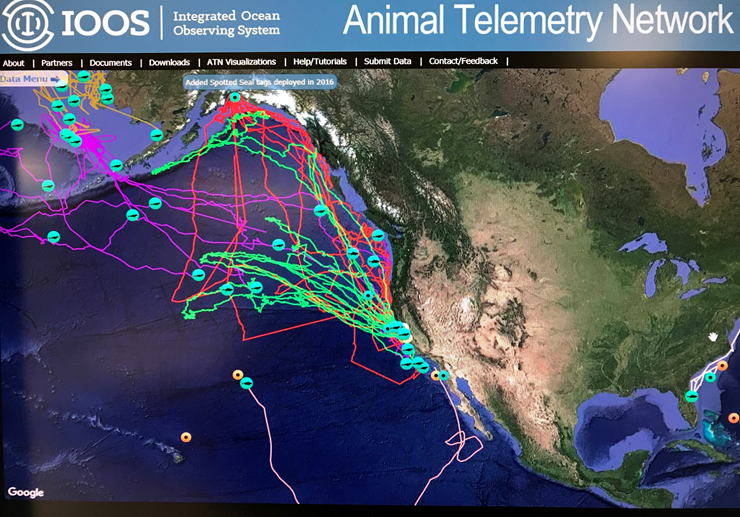 IOOS
Integrated Ocean
Observing System
Animal Telemetry Network
About | Partners | Documents | Downloads | ATN Visualizations | Help/Tutorials | Submit Data | Contact/Feedback |
Data Menu
Added Spotted Seal tags deployed in 2016
Google